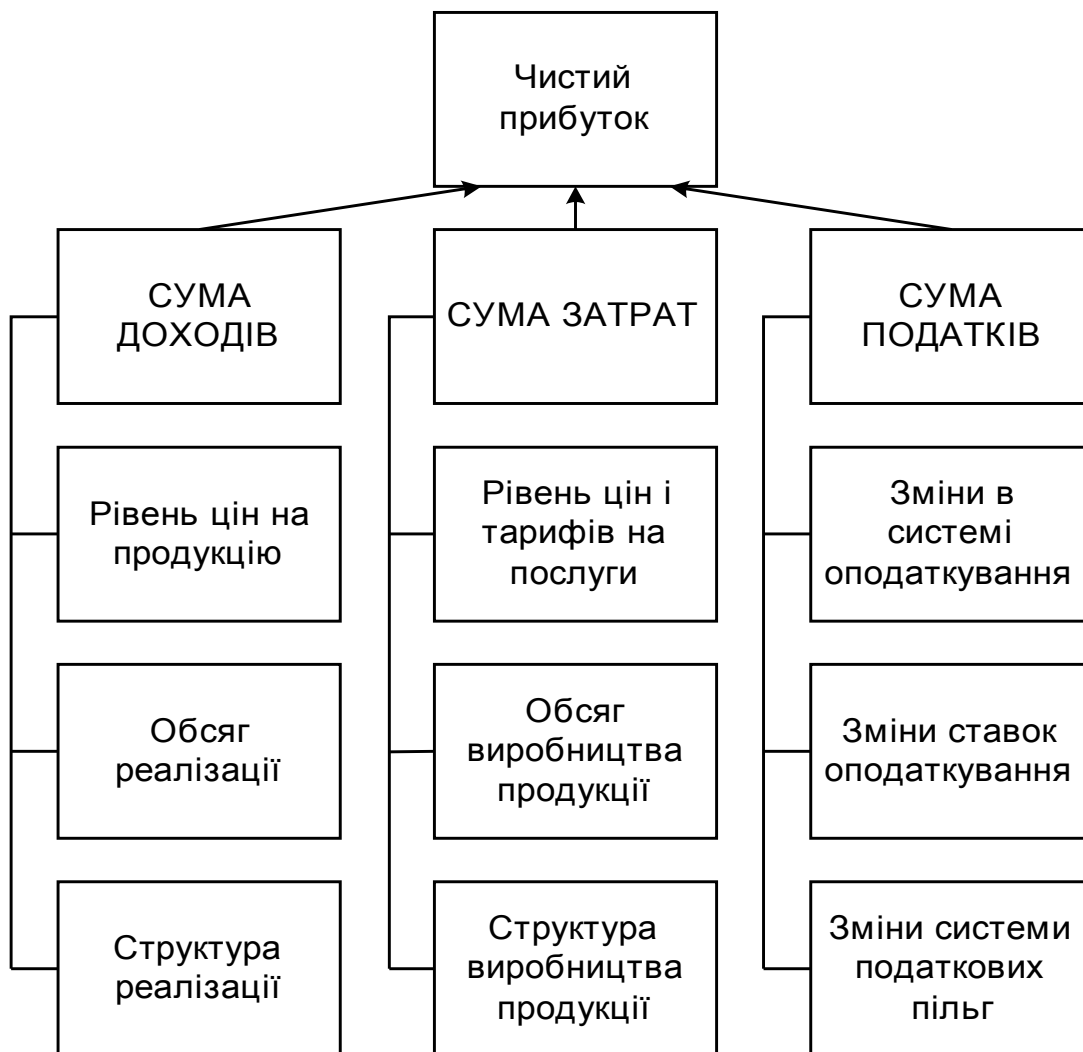 Чистий
прибуток
СУМА
ДОХОДІВ
СУМА ЗАТРАТ
СУМА
ПОДАТКІВ
Рівень цін на
продукцію
Рівень цін і
тарифів на
послуги
Зміни в
системі
оподаткування
Обсяг
реалізації
Обсяг
виробництва
продукції
Зміни ставок
оподаткування
Структура
реалізації
Структура
виробництва
продукції
Зміни системи
податкових
пільг